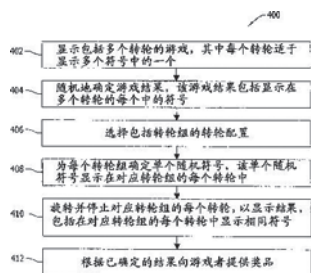 400
402
显示包括多个转轮的游戏，其中每个转轮适于
显示多个符号中的一个
404
随机地确定游戏结果，该游戏结果包括显示在
多个转轮的每个中的符号
406
选择包括转轮组的转轮配置
408
为每个转轮组确定单个随机符号，该单个随机
符号显示在对应转轮组的每个转轮中
410
旋转并停止对应转轮组的每个转轮，以显示结果，
包括在对应转轮组的每个转轮中显示相同符号
412
根据已确定的结果向游戏者提供奖品